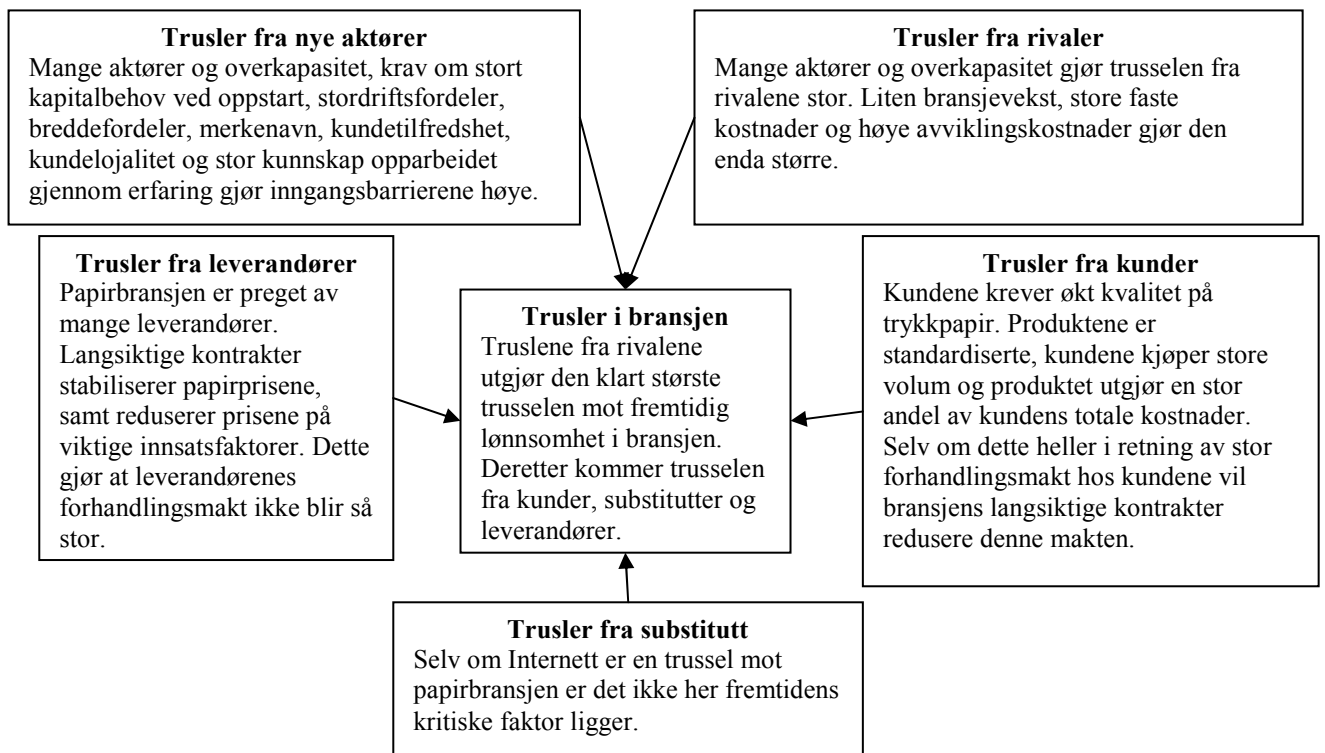 Trusler fra nye aktører
Mange aktører og overkapasitet, krav om stort
kapitalbehov ved oppstart, stordriftsfordeler,
breddefordeler, merkenavn, kundetilfredshet,
kundelojalitet og stor kunnskap opparbeidet
gjennom erfaring gjør inngangsbarrierene høye.
Trusler fra rivaler
Mange aktører og overkapasitet gjør trusselen fra
rivalene stor. Liten bransjevekst, store faste
kostnader og høye avviklingskostnader gjør den
enda større.
Trusler fra leverandører
Papirbransjen er preget av
mange leverandører.
Langsiktige kontrakter
stabiliserer papirprisene,
samt reduserer prisene på
viktige innsatsfaktorer. Dette
gjør at leverandørenes
forhandlingsmakt ikke blir så
stor.
Trusler i bransjen
Truslene fra rivalene
utgjør den klart største
trusselen mot fremtidig
lønnsomhet i bransjen.
Deretter kommer trusselen
fra kunder, substitutter og
leverandører.
Trusler fra kunder
Kundene krever økt kvalitet på
trykkpapir. Produktene er
standardiserte, kundene kjøper store
volum og produktet utgjør en stor
andel av kundens totale kostnader.
Selv om dette heller i retning av stor
forhandlingsmakt hos kundene vil
bransjens langsiktige kontrakter
redusere denne makten.
Trusler fra substitutt
Selv om Internett er en trussel mot
papirbransjen er det ikke her fremtidens
kritiske faktor ligger.